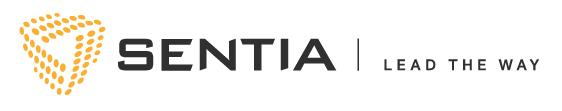 SENTIA | LEAD THE WAY